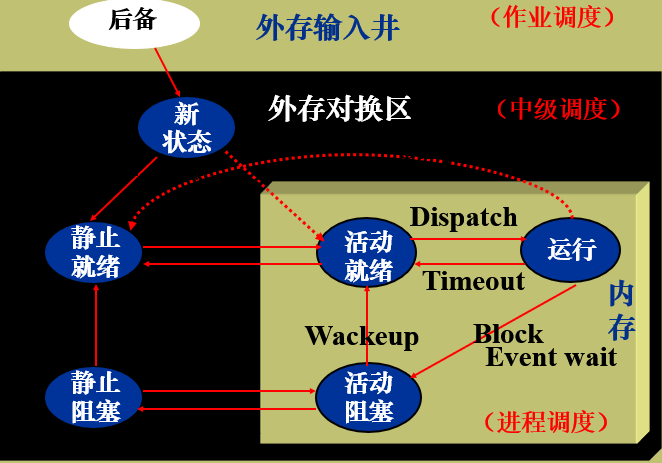 后备
外存输入井
（作业调度）
新
状态
外存对换区
（中级调度）
静止
就绪
活动
就绪
Dispatch
运行
Timeout
内
存
Wackeup
Block
Event wait
静止
阻塞
活动
阻塞
（进程调度）